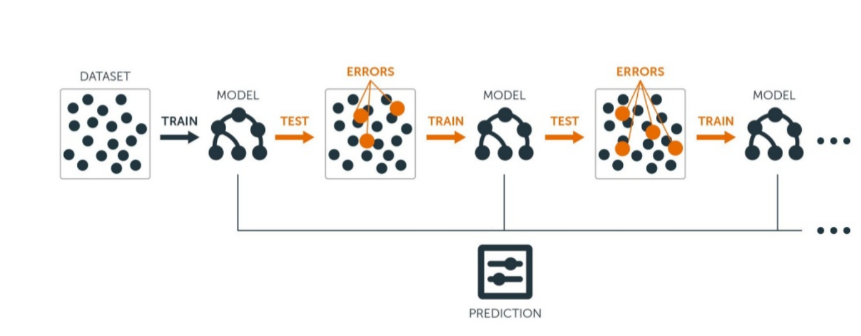 DATASET
MODEL
ERRORS
MODEL
ERRORS
MODEL
TRAIN
TEST
TRAIN
TEST
TRAIN
PREDICTION